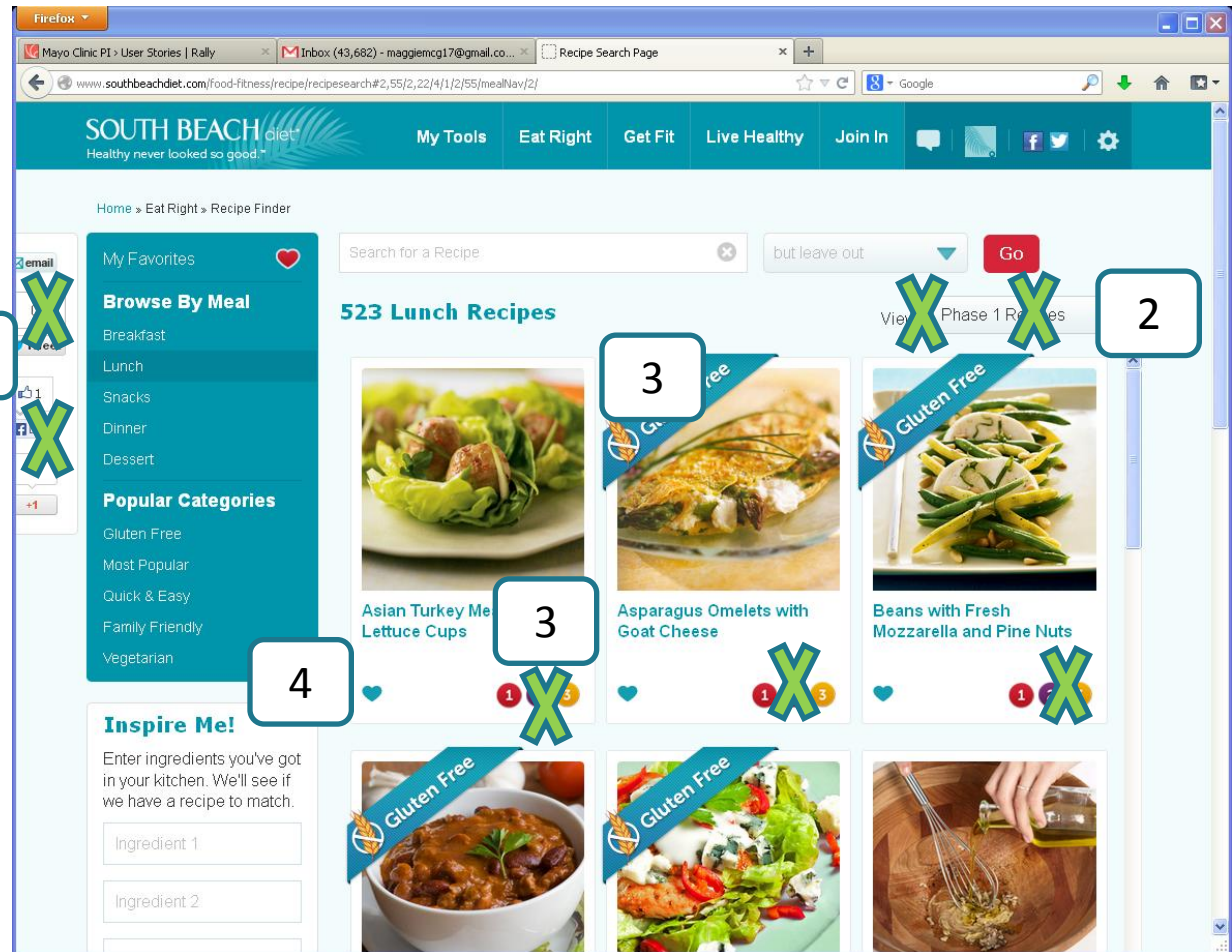 Firefox
Mayo Clinic PI > User Stories | Rally
Inbox (43,682) - maggiemcg17@gmail.co...
Recipe Search Page
www.southbeachdiet.com/food-fitness/recipe/recipesearch#2,55/2,22/4/1/2/55/mealNav/2/
Google
SOUTH BEACH diet
Healthy never looked so good.™
My Tools
Eat Right
Get Fit
Live Healthy
Join In
Home » Eat Right » Recipe Finder
email
1
+1
My Favorites
Browse By Meal
Breakfast
Lunch
Snacks
Dinner
Dessert
Popular Categories
Gluten Free
Most Popular
Quick & Easy
Family Friendly
Vegetarian
4
Inspire Me!
Enter ingredients you've got
in your kitchen. We'll see if
we have a recipe to match.
Ingredient 1
Ingredient 2
Search for a Recipe
but leave out
Go
523 Lunch Recipes
Phase 1
2
3
Gluten Free
Asian Turkey
Lettuce Cups
3
1
3
Asparagus Omelets with
Goat Cheese
1
3
Beans with Fresh
Mozzarella and Pine Nuts
1
Gluten Free
Gluten Free